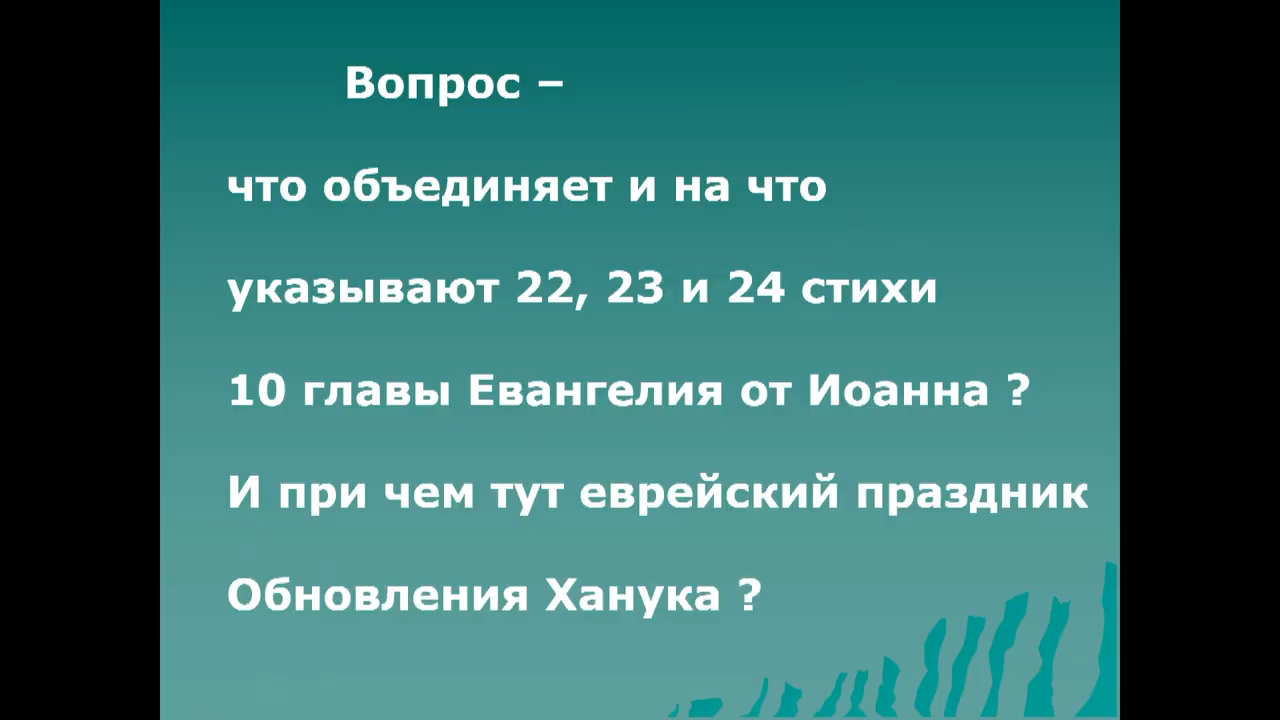 Вопрос –
что объединяет и на что
указывают 22, 23 и 24 стихи
10 главы Евангелия от Иоанна ?
И при чем тут еврейский праздник
Обновления Ханука ?